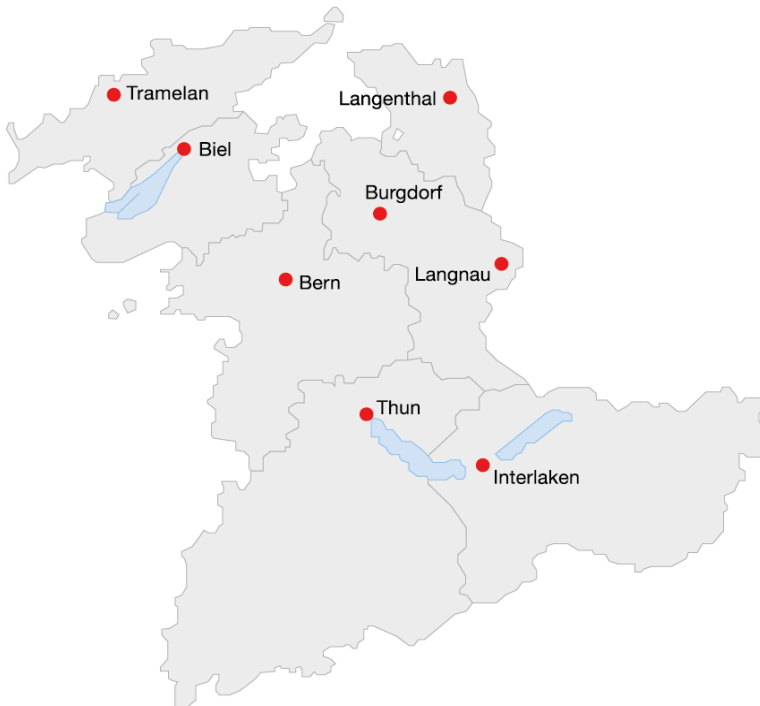 Tramelan
Langenthal
Biel
Burgdorf
Langnau
Bern
Thun
Interlaken